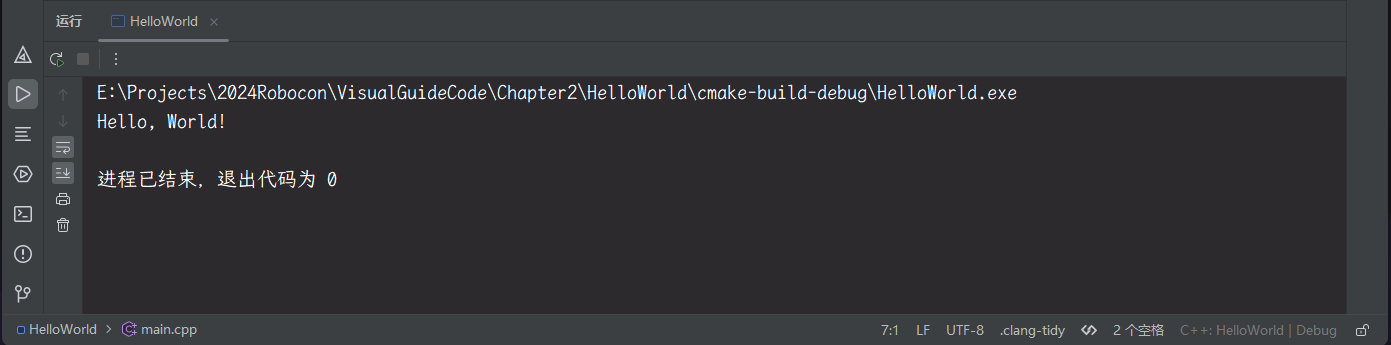 运行 HelloWorld ×
E:\Projects\2024Robocon\VisualGuideCode\Chapter2\HelloWorld\cmake-build-debug\HelloWorld.exe
Hello, World!
进程已结束，退出代码为 0
HelloWorld > main.cpp 7:1 LF UTF-8 .clang-tidy 2 个空格 C++: HelloWorld | Debug